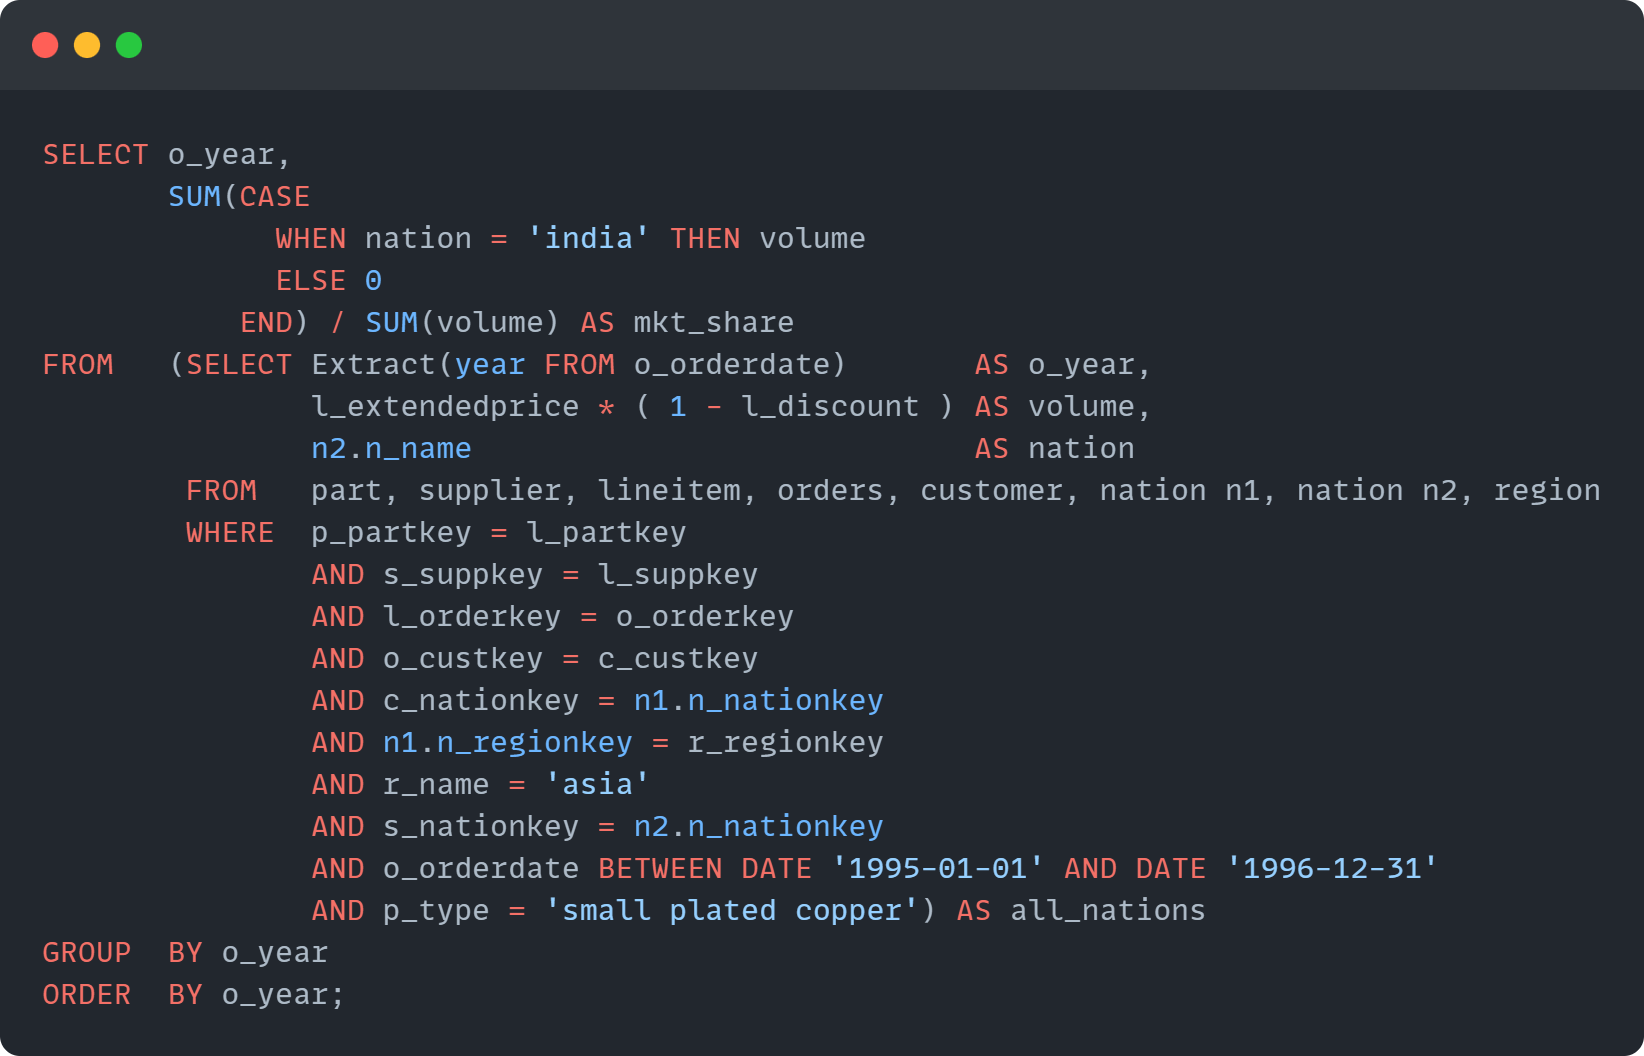 SELECT o_year,
       SUM(CASE
             WHEN nation = 'india' THEN volume
             ELSE 0
           END) / SUM(volume) AS mkt_share
FROM   (SELECT Extract(year FROM o_orderdate)       AS o_year,
               l_extendedprice * ( 1 - l_discount ) AS volume,
               n2.n_name                            AS nation
        FROM   part, supplier, lineitem, orders, customer, nation n1, nation n2, region
        WHERE  p_partkey = l_partkey
               AND s_suppkey = l_suppkey
               AND l_orderkey = o_orderkey
               AND o_custkey = c_custkey
               AND c_nationkey = n1.n_nationkey
               AND n1.n_regionkey = r_regionkey
               AND r_name = 'asia'
               AND s_nationkey = n2.n_nationkey
               AND o_orderdate BETWEEN DATE '1995-01-01' AND DATE '1996-12-31'
               AND p_type = 'small plated copper') AS all_nations
GROUP  BY o_year
ORDER  BY o_year;